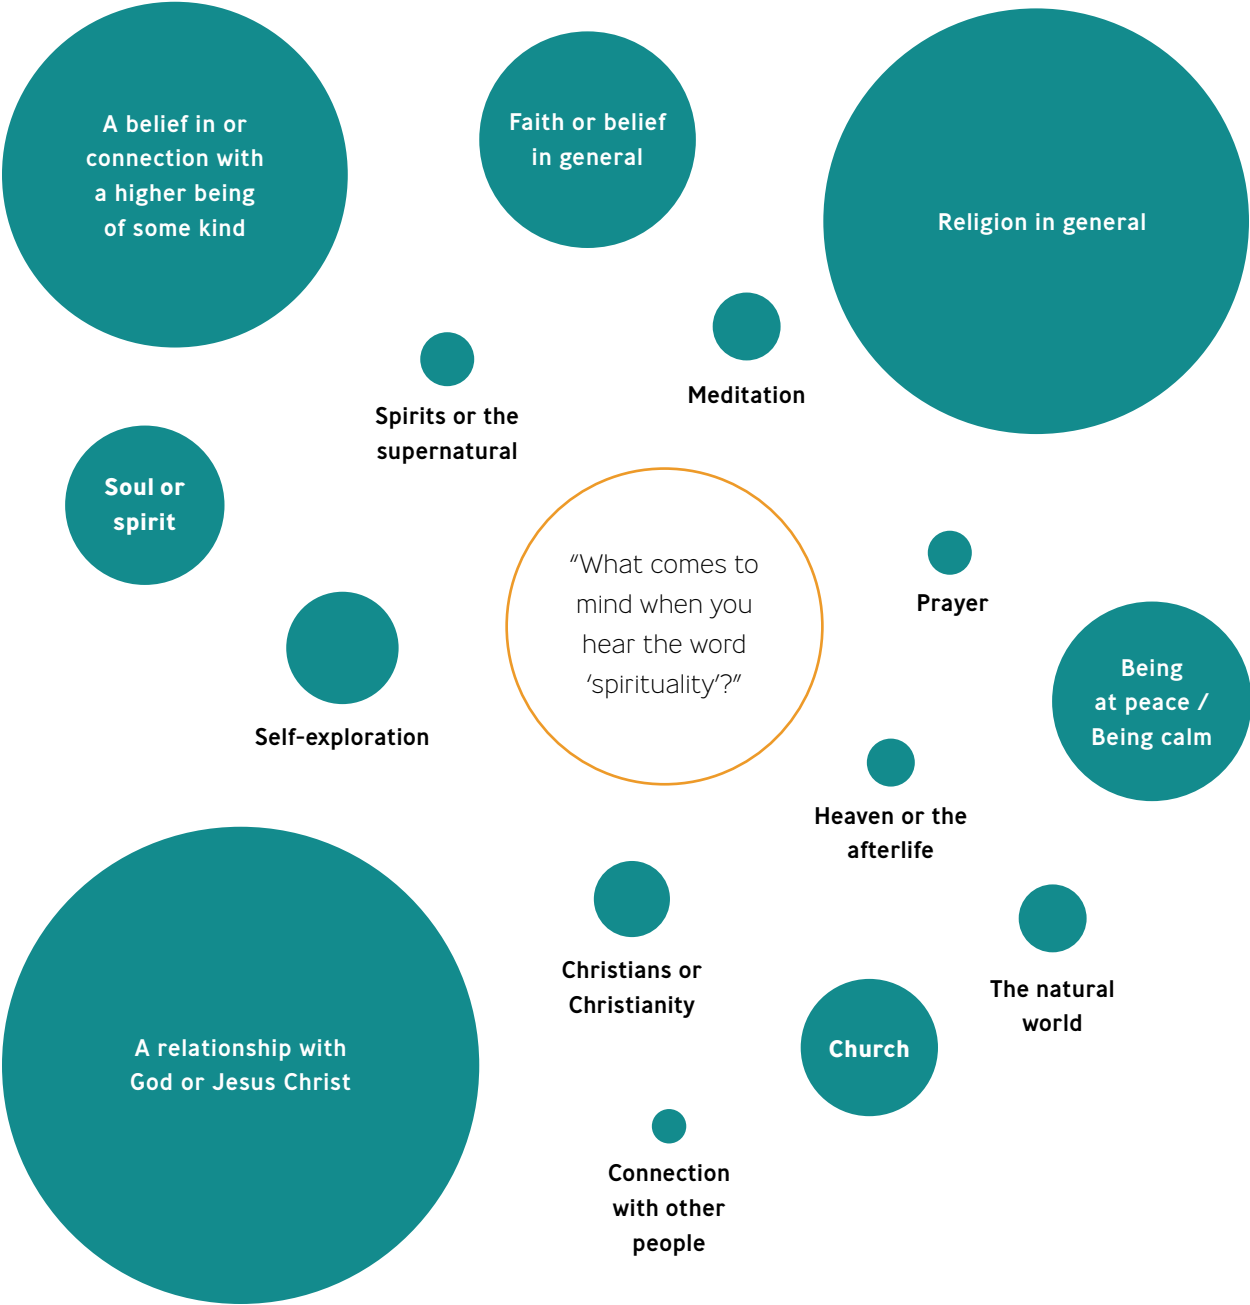 A belief in or
connection with
a higher being
of some kind
Faith or belief
in general
Religion in general
Meditation
Spirits or the
supernatural
Soul or
spirit
“What comes to
mind when you
hear the word
‘spirituality’?”
Prayer
Being
at peace /
Being calm
Self-exploration
Heaven or the
afterlife
Christians or
Christianity
The natural
world
A relationship with
God or Jesus Christ
Church
Connection
with other
people